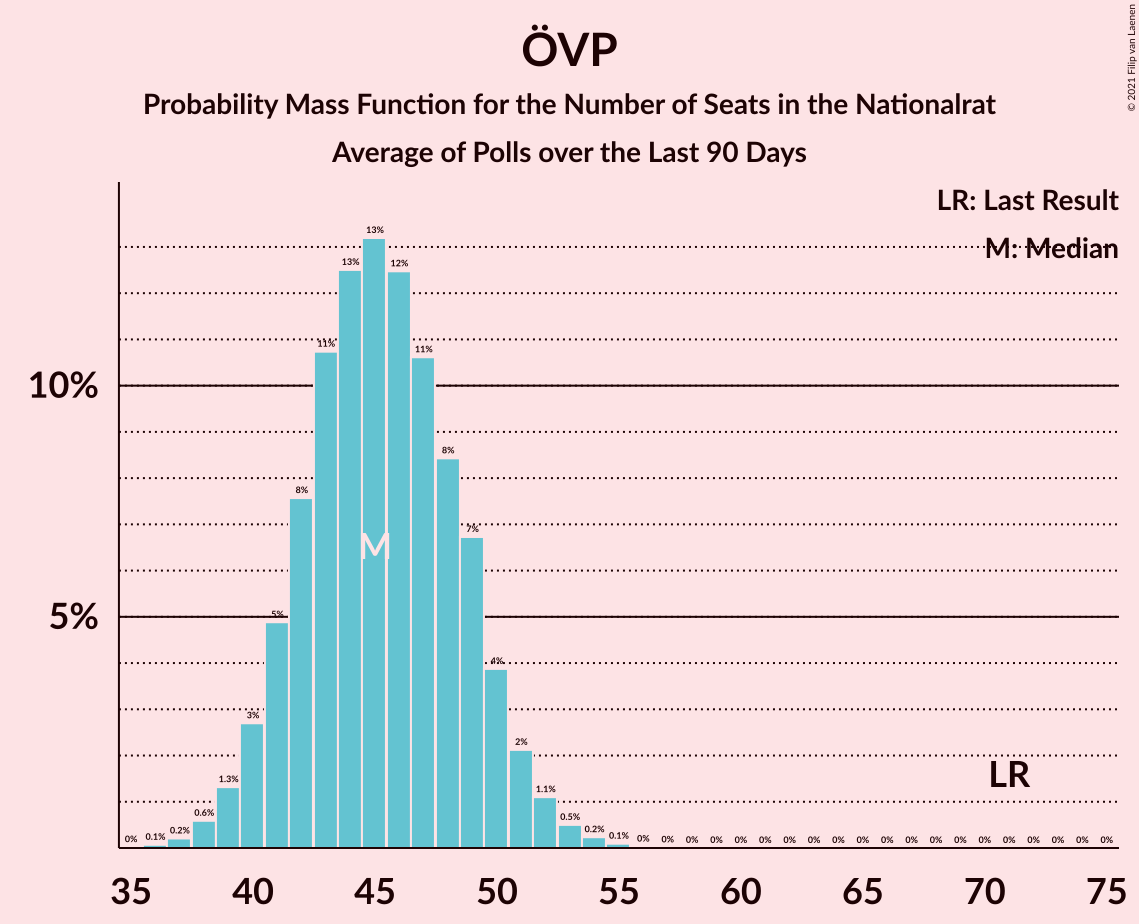 ÖVP
Probability Mass Function for the Number of Seats in the Nationalrat
Average of Polls over the Last 90 Days
© 2021 Filip van Laenen
LR: Last Result
M: Median
10%
5%
0% 0.1% 0.2% 0.6% 1.3% 3% 5% 8% 11% 13% 13% 12% 11% 8% 7% 4% 2% 1.1% 0.5% 0.2% 0.1% 0% 0% 0% 0% 0% 0% 0% 0% 0% 0% 0% 0% 0% 0% 0% 0% 0% 0% 0% 0%
M
LR
35 40 45 50 55 60 65 70 75